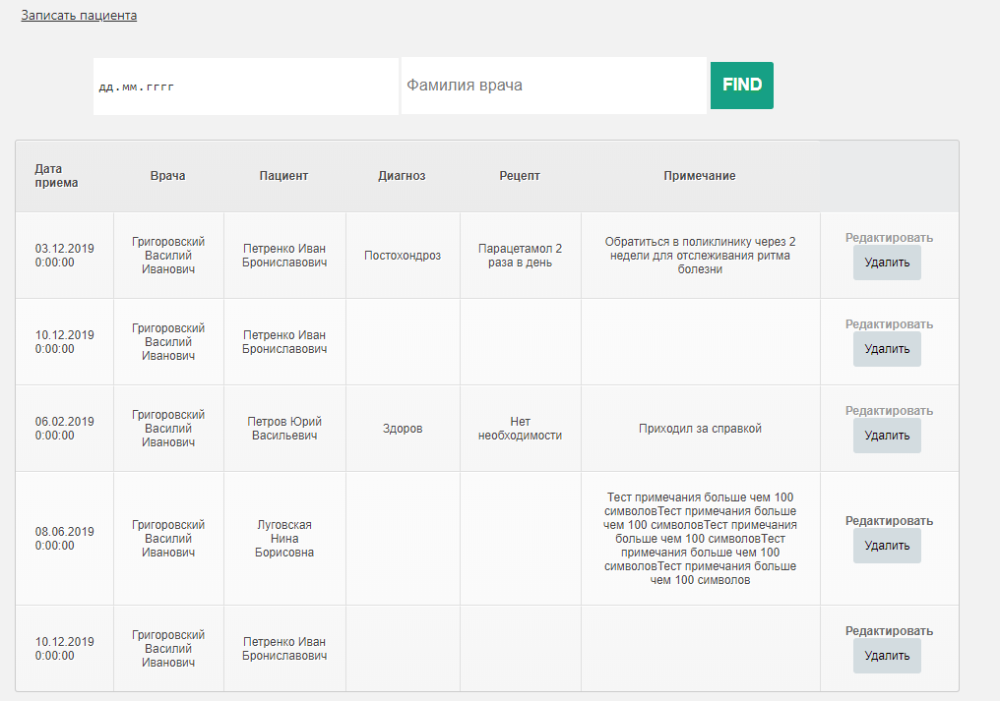 Записать пациента
дд.мм.гггг
Фамилия врача
FIND
Дата
приема
Врача
Пациент
Диагноз
Рецепт
Примечание
03.12.2019
0:00:00
Григоровский
Василий
Иванович
Петренко Иван
Брониславович
Постохондроз
Парацетамол 2
раза в день
Обратиться в поликлинику через 2
недели для отслеживания ритма
болезни
Редактировать
Удалить
10.12.2019
0:00:00
Григоровский
Василий
Иванович
Петренко Иван
Брониславович
Редактировать
Удалить
06.02.2019
0:00:00
Григоровский
Василий
Иванович
Петров Юрий
Васильевич
Здоров
Нет
необходимости
Приходил за справкой
Редактировать
Удалить
08.06.2019
0:00:00
Григоровский
Василий
Иванович
Луговская
Нина
Борисовна
Тест примечания больше чем 100
символовТест примечания больше
чем 100 символовТест примечания
больше чем 100 символовТест
примечания больше чем 100
символовТест примечания больше
чем 100 символов
Редактировать
Удалить
10.12.2019
0:00:00
Григоровский
Василий
Иванович
Петренко Иван
Брониславович
Редактировать
Удалить